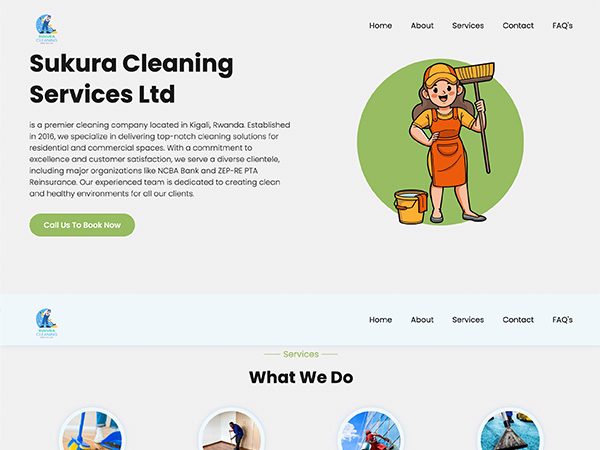 Home About Services Contact FAQ's
SUKURA
CLEANING
Sukura Cleaning
Services Ltd
is a premier cleaning company located in Kigali, Rwanda. Established
in 2016, we specialize in delivering top-notch cleaning solutions for
residential and commercial spaces. With a commitment to
excellence and customer satisfaction, we serve a diverse clientele,
including major organizations like NCBA Bank and ZEP-RE PTA
Reinsurance. Our experienced team is dedicated to creating clean
and healthy environments for all our clients.
Call Us To Book Now
Home About Services Contact FAQ's
SUKURA
CLEANING
Services
What We Do